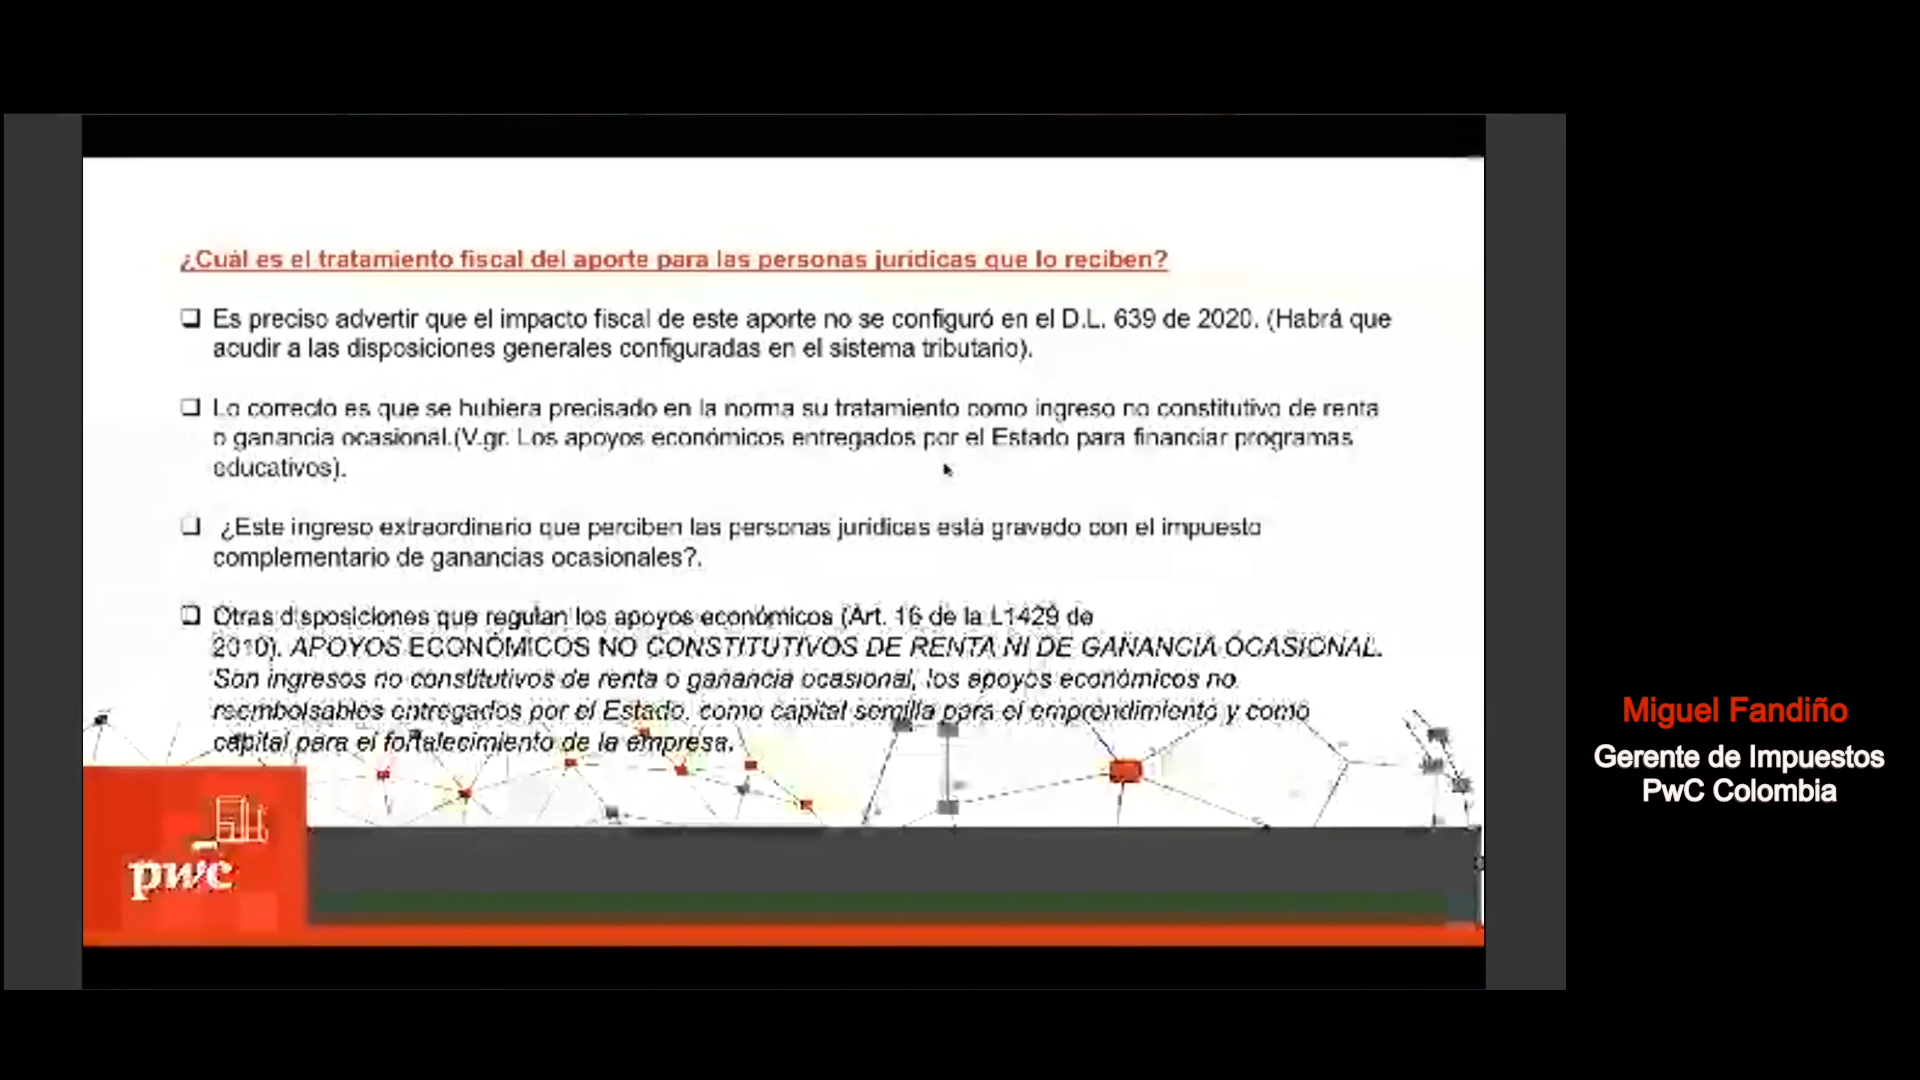 ¿Cuál es el tratamiento fiscal del aporte para las personas jurídicas que lo reciben?
❑ Es preciso advertir que el impacto fiscal de este aporte no se configuró en el D.L. 639 de 2020. (Habrá que
acudir a las disposiciones generales configuradas en el sistema tributario).
❑ Lo correcto es que se hubiera precisado en la norma su tratamiento como ingreso no constitutivo de renta
o ganancia ocasional.(V.gr. Los apoyos económicos entregados por el Estado para financiar programas
educativos).
❑ ¿Este ingreso extraordinario que perciben las personas jurídicas está gravado con el impuesto
complementario de ganancias ocasionales?.
❑ Otras disposiciones que regulan los apoyos económicos (Art. 16 de la L1429 de
2010). APOYOS ECONÓMICOS NO CONSTITUTIVOS DE RENTA NI DE GANANCIA OCASIONAL.
Son ingresos no constitutivos de renta o ganancia ocasional, los apoyos económicos no
reembolsables entregados por el Estado, como capital semilla para el emprendimiento y como
capital para el fortalecimiento de la empresa.
pwc
Miguel Fandiño
Gerente de Impuestos
PwC Colombia